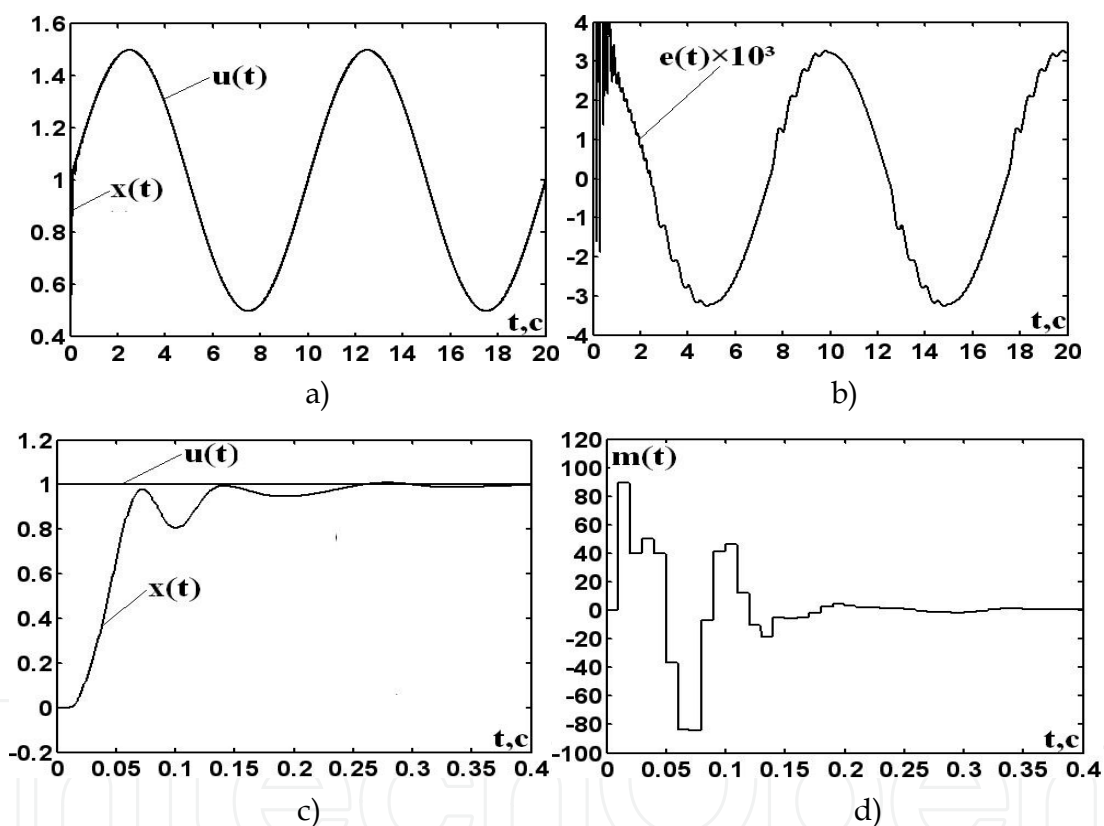 1.6
1.4
1.2
1
0.8
0.6
0.4
u(t)
x(t)
t,c
0 2 4 6 8 10 12 14 16 18 20
a)
4
3
2
1
0
-1
-2
-3
-4
e(t)×10³
t,c
0 2 4 6 8 10 12 14 16 18 20
b)
1.2
1
0.8
0.6
0.4
0.2
0
-0.2
u(t)
x(t)
t,c
0 0.05 0.1 0.15 0.2 0.25 0.3 0.35 0.4
c)
120
100
80
60
40
20
0
-20
-40
-60
-80
-100
m(t)
t,c
0 0.05 0.1 0.15 0.2 0.25 0.3 0.35 0.4
d)